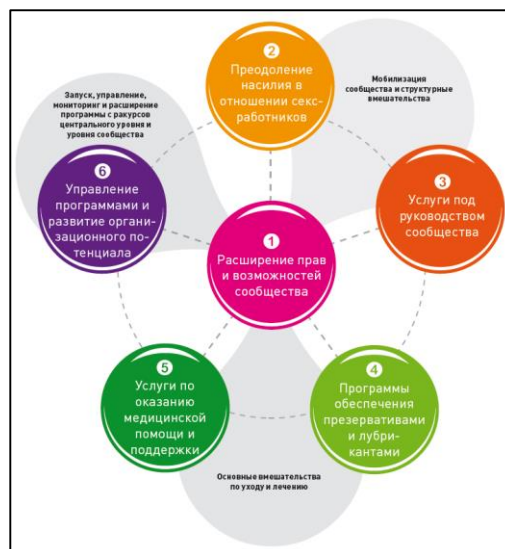 2
Преодоление
насилия в
отношении секс-
работников
Мобилизация
сообщества и структурные
вмешательства
Запуск, управление,
мониторинг и расширение
программы с ракурсов
центрального уровня и
уровня сообщества
6
Управление
программами и
развитие органи-
зационного по-
тенциала
3
Услуги под
руководством
сообщества
1
Расширение прав
и возможностей
сообщества
5
Услуги по
оказанию
медицинской
помощи и
поддержки
4
Программы
обеспечения
презервативами
и лубри-
кантами
Основные вмешательства
по уходу и лечению